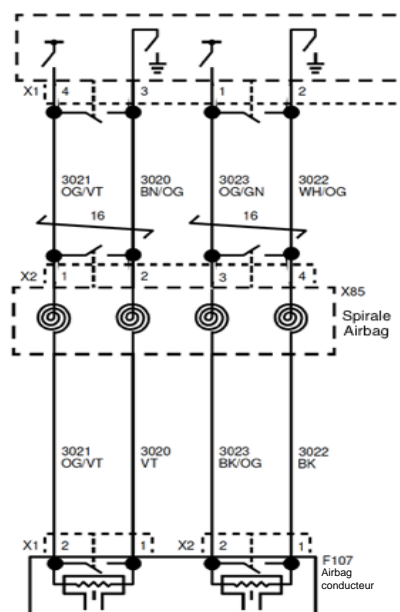 X1 4 3 1 2
3021 3020 3023 3022
OG/VT BN/OG OG/GN WH/OG
16 16
X2 1 2 3 4
X85
Spirale
Airbag
3021 3020 3023 3022
OG/VT VT BK/OG BK
X1 2 1 X2 2 1
F107
Airbag
conducteur